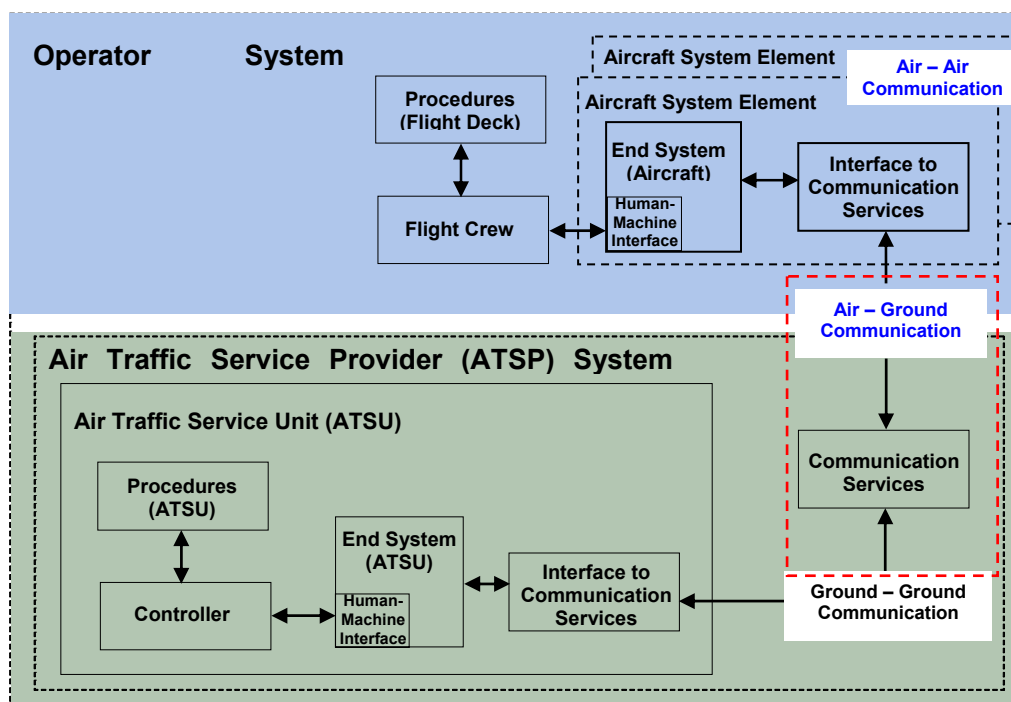 Operator System
Aircraft System Element
Air – Air
Communication
Aircraft System Element
Procedures
(Flight Deck)
End System
(Aircraft)
Human-
Machine
Interface
Interface to
Communication
Services
Flight Crew
Air – Ground
Communication
Air Traffic Service Provider (ATSP) System
Air Traffic Service Unit (ATSU)
Communication
Services
Procedures
(ATSU)
End System
(ATSU)
Human-
Machine
Interface
Interface to
Communication
Services
Controller
Ground – Ground
Communication